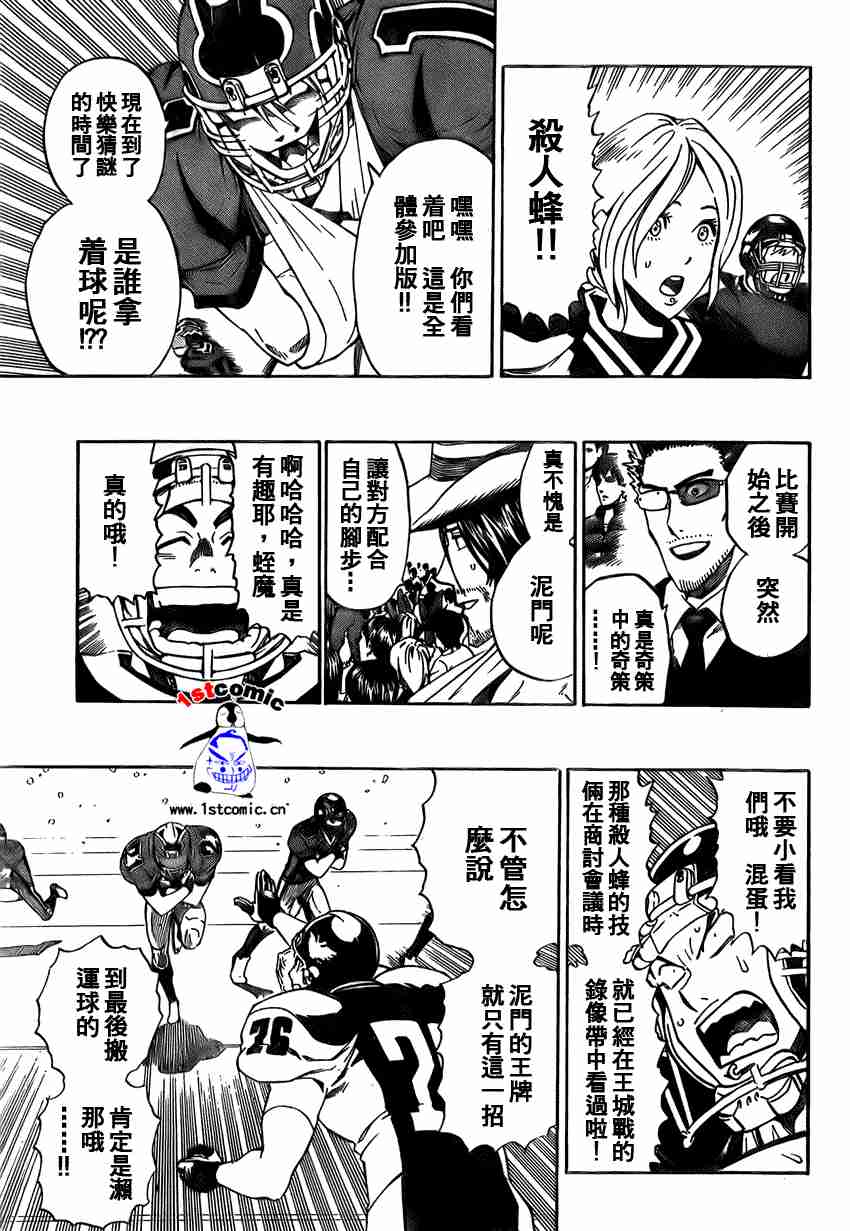 殺人蜂!!
嘿嘿 你們看
着吧 這是全
體參加版!!
現在到了
快樂猜謎
的時間了
是誰拿
着球呢!??
比賽開
始之後
突然
真是奇策
中的奇策
……!
真不愧是
泥門呢
讓對方配合
自己的腳步…
啊哈哈哈，真是
有趣耶，蛭魔
真的哦!
不要小看我
們哦 混蛋!
那種殺人蜂的技
倆在商討會議時
就已經在王城戰的
錄像帶中看過啦!
不管怎
麼說
泥門的王牌
就只有這一招
到最後搬
運球的
肯定是瀨
那哦
……!!
76
7
1stcomic
www.1stcomic.cn